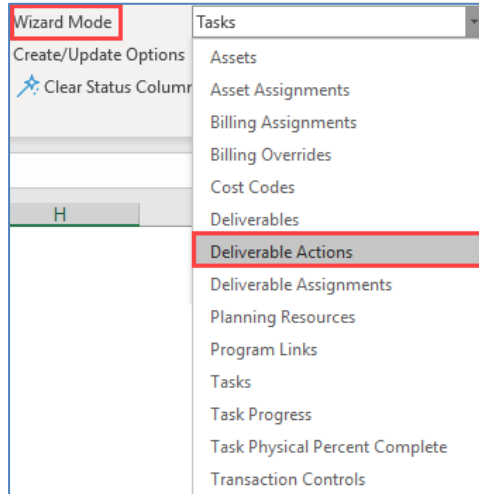 Wizard Mode
Tasks
Create/Update Options
Clear Status Column
H
Assets
Asset Assignments
Billing Assignments
Billing Overrides
Cost Codes
Deliverables
Deliverable Actions
Deliverable Assignments
Planning Resources
Program Links
Tasks
Task Progress
Task Physical Percent Complete
Transaction Controls